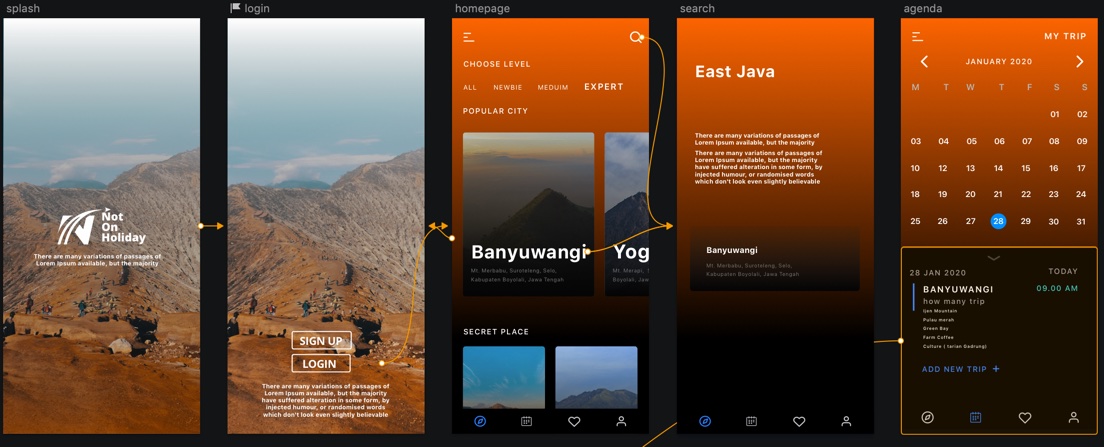 splash
Not
On
Holiday
There are many variations of passages of
Lorem Ipsum available, but the majority
login
SIGN UP
LOGIN
There are many variations of passages of
Lorem Ipsum available, but the majority
have suffered alteration in some form, by
injected humour, or randomised words
which don't look even slightly believable
homepage
CHOOSE LEVEL
ALL NEWBIE MEDUIM EXPERT
POPULAR CITY
Banyuwangi
Mt. Merbabu, Suroteleng, Selo,
Kabupaten Boyolali, Jawa Tengah
Yog
Mt. Merapi, S
Boyolali, Jaw
SECRET PLACE
search
East Java
There are many variations of passages of
Lorem Ipsum available, but the majority
There are many variations of passages of
Lorem Ipsum available, but the majority
have suffered alteration in some form, by
injected humour, or randomised words
which don't look even slightly believable
Banyuwangi
Mt. Merbabu, Suroteleng, Selo,
Kabupaten Boyolali, Jawa Tengah
agenda
MY TRIP
JANUARY 2020
M T W T F S S
01 02
03 04 05 06 07 08 09
10 11 12 13 14 15 16
18 19 20 21 22 23 24
25 26 27 28 29 30 31
28 JAN 2020 TODAY
BANYUWANGI 09.00 AM
how many trip
Ijen Mountain
Pulau merah
Green Bay
Farm Coffee
Culture ( tarian Gadrung)
ADD NEW TRIP +